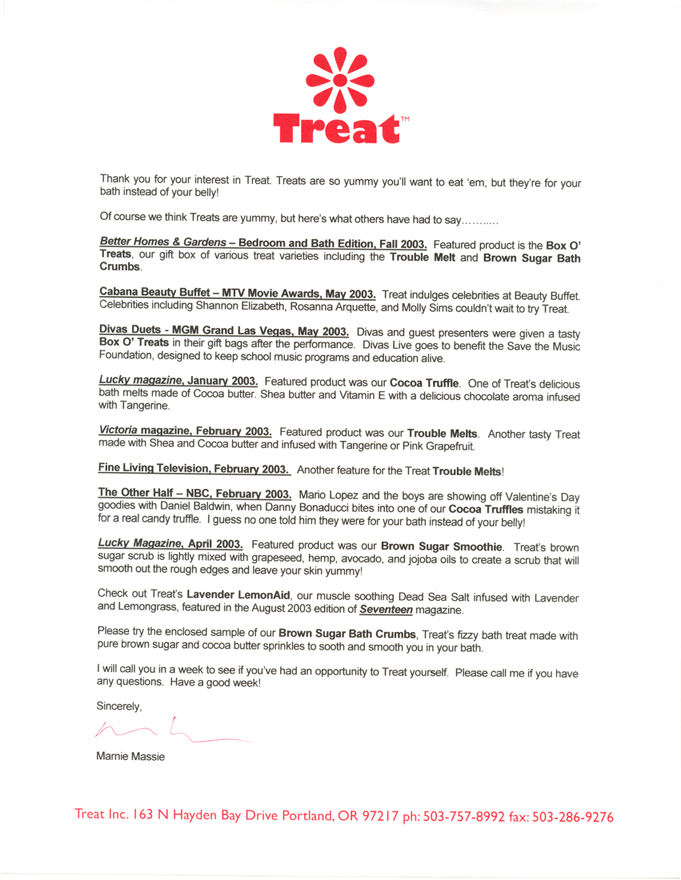 Treat™
Thank you for your interest in Treat. Treats are so yummy you'll want to eat 'em, but they're for your
bath instead of your belly!
Of course we think Treats are yummy, but here's what others have had to say………..
Better Homes & Gardens – Bedroom and Bath Edition, Fall 2003. Featured product is the Box O'
Treats, our gift box of various treat varieties including the Trouble Melt and Brown Sugar Bath
Crumbs.
Cabana Beauty Buffet – MTV Movie Awards, May 2003. Treat indulges celebrities at Beauty Buffet.
Celebrities including Shannon Elizabeth, Rosanna Arquette, and Molly Sims couldn't wait to try Treat.
Divas Duets - MGM Grand Las Vegas, May 2003. Divas and guest presenters were given a tasty
Box O' Treats in their gift bags after the performance. Divas Live goes to benefit the Save the Music
Foundation, designed to keep school music programs and education alive.
Lucky magazine, January 2003. Featured product was our Cocoa Truffle. One of Treat's delicious
bath melts made of Cocoa butter. Shea butter and Vitamin E with a delicious chocolate aroma infused
with Tangerine.
Victoria magazine, February 2003. Featured product was our Trouble Melts. Another tasty Treat
made with Shea and Cocoa butter and infused with Tangerine or Pink Grapefruit.
Fine Living Television, February 2003. Another feature for the Treat Trouble Melts!
The Other Half – NBC, February 2003. Mario Lopez and the boys are showing off Valentine's Day
goodies with Daniel Baldwin, when Danny Bonaducci bites into one of our Cocoa Truffles mistaking it
for a real candy truffle. I guess no one told him they were for your bath instead of your belly!
Lucky Magazine, April 2003. Featured product was our Brown Sugar Smoothie. Treat's brown
sugar scrub is lightly mixed with grapeseed, hemp, avocado, and jojoba oils to create a scrub that will
smooth out the rough edges and leave your skin yummy!
Check out Treat's Lavender LemonAid, our muscle soothing Dead Sea Salt infused with Lavender
and Lemongrass, featured in the August 2003 edition of Seventeen magazine.
Please try the enclosed sample of our Brown Sugar Bath Crumbs, Treat's fizzy bath treat made with
pure brown sugar and cocoa butter sprinkles to sooth and smooth you in your bath.
I will call you in a week to see if you've had an opportunity to Treat yourself. Please call me if you have
any questions. Have a good week!
Sincerely,
Marnie Massie
Treat Inc. 163 N Hayden Bay Drive Portland, OR 97217 ph: 503-757-8992 fax: 503-286-9276